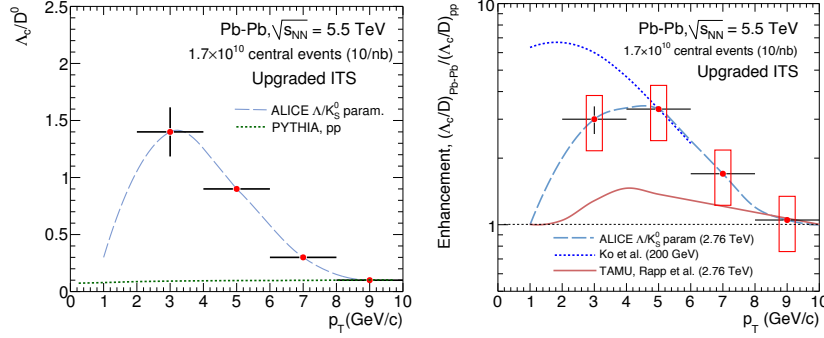 Λc/D⁰
Pb-Pb, √sNN = 5.5 TeV
1.7×10¹⁰ central events (10/nb)
Upgraded ITS
ALICE Λ/K⁰S param.
PYTHIA, pp
2.5
2
1.5
1
0.5
0
0 1 2 3 4 5 6 7 8 9 10
pT (GeV/c)
Enhancement, (Λc/D)Pb-Pb/(Λc/D)pp
Pb-Pb, √sNN = 5.5 TeV
1.7×10¹⁰ central events (10/nb)
Upgraded ITS
10
1
ALICE Λ/K⁰S param (2.76 TeV)
Ko et al. (200 GeV)
TAMU, Rapp et al. (2.76 TeV)
0 1 2 3 4 5 6 7 8 9 10
pT (GeV/c)